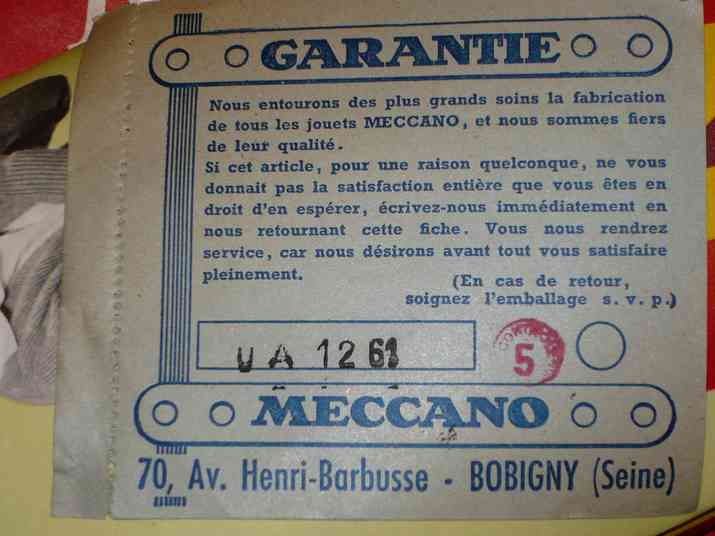 GARANTIE
Nous entourons des plus grands soins la fabrication
de tous les jouets MECCANO, et nous sommes fiers
de leur qualité.
Si cet article, pour une raison quelconque, ne vous
donnait pas la satisfaction entière que vous êtes en
droit d'en espérer, écrivez-nous immédiatement en
nous retournant cette fiche. Vous nous rendrez
service, car nous désirons avant tout vous satisfaire
pleinement.
(En cas de retour,
soignez l'emballage s. v. p.)
UA 12 61
5
MECCANO
70, Av. Henri-Barbusse - BOBIGNY (Seine)